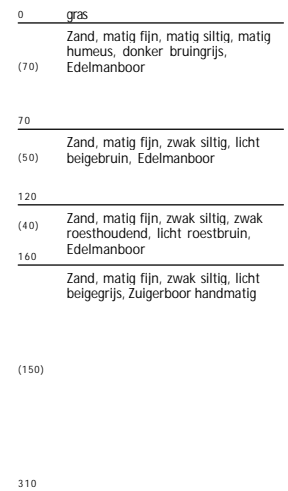 0 gras
Zand, matig fijn, matig siltig, matig
humeus, donker bruingrijs,
(70) Edelmanboor
70
Zand, matig fijn, zwak siltig, licht
(50) beigebruin, Edelmanboor
120
Zand, matig fijn, zwak siltig, zwak
(40) roesthoudend, licht roestbruin,
Edelmanboor
160
Zand, matig fijn, zwak siltig, licht
beigegrijs, Zuigerboor handmatig
(150)
310